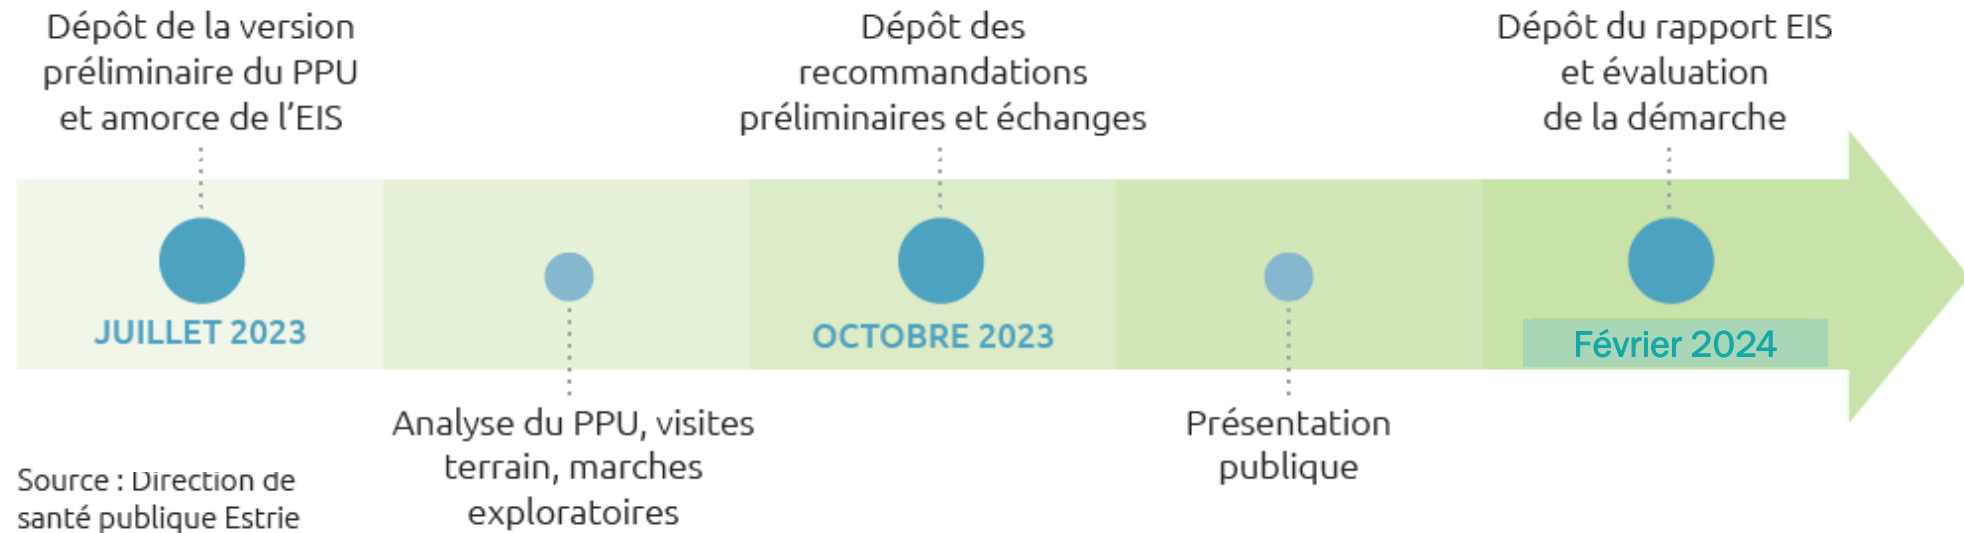 Dépôt de la version
préliminaire du PPU
et amorce de l'EIS
Dépôt des
recommandations
préliminaires et échanges
Dépôt du rapport EIS
et évaluation
de la démarche
JUILLET 2023
OCTOBRE 2023
Février 2024
Analyse du PPU, visites
terrain, marches
exploratoires
Présentation
publique
Source : Direction de
santé publique Estrie